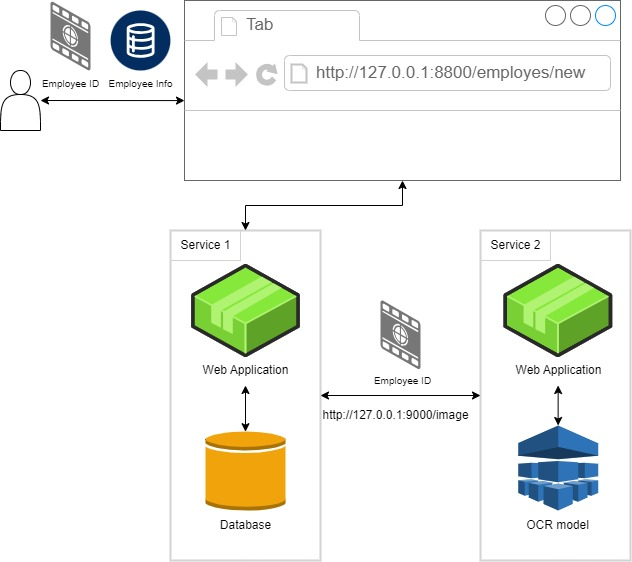 Tab
http://127.0.0.1:8800/employes/new
Employee ID
Employee Info
Service 1
Service 2
Web Application
Web Application
Employee ID
http://127.0.0.1:9000/image
Database
OCR model